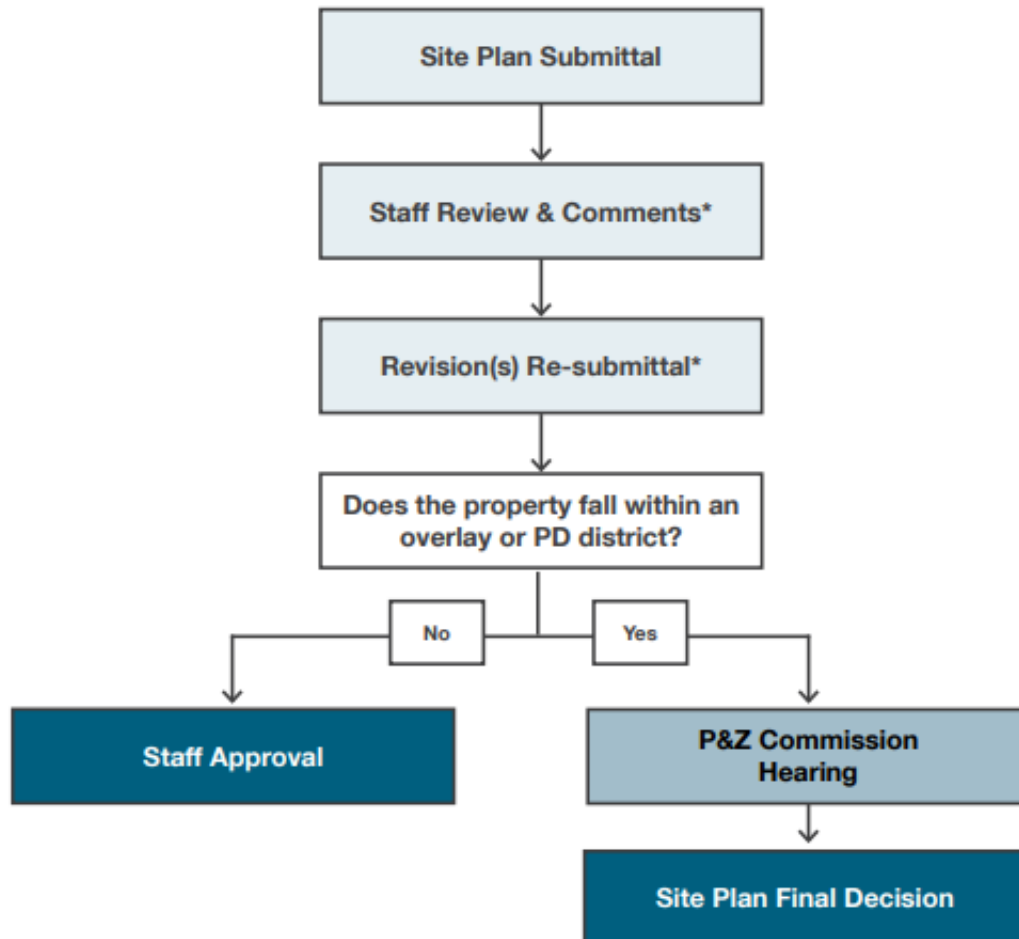 Site Plan Submittal
Staff Review & Comments*
Revision(s) Re-submittal*
Does the property fall within an
overlay or PD district?
No
Yes
Staff Approval
P&Z Commission
Hearing
Site Plan Final Decision